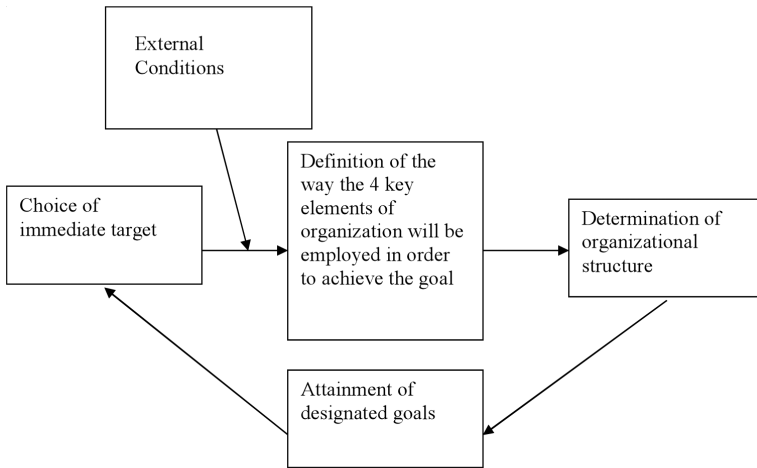 External
Conditions
Choice of
immediate target
Definition of the
way the 4 key
elements of
organization will be
employed in order
to achieve the goal
Determination of
organizational
structure
Attainment of
designated goals